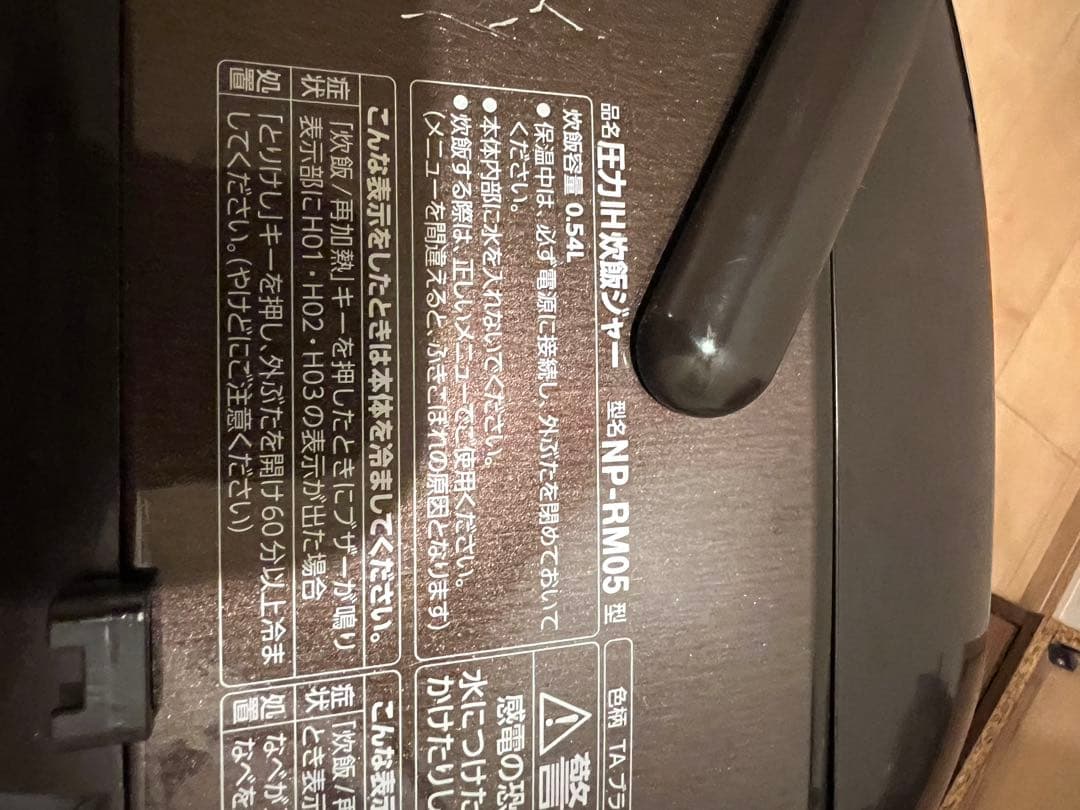 品名 圧力IH炊飯ジャー 型名 NP-RM05 型
色柄 TA ブラ
炊飯容量 0.54L
●保温中は、必ず電源に接続し、外ぶたを閉めておいて
ください。
●本体内部に水を入れないでください。
●炊飯する際は、正しいメニューでご使用ください。
(メニューを間違えると、ふきこぼれの原因となります)
こんな表示をしたときは本体を冷ましてください。
症状
「炊飯/再加熱」キーを押したときにブザーが鳴り
表示部にH01・H02・H03の表示が出た場合
処置
「とりけし」キーを押し、外ぶたを開け60分以上冷ま
してください。(やけどにご注意ください)
警
感電の恐
水につけた
かけたりし
こんな表
症状
「炊飯/再
とき表示
処置
なべが
なべを